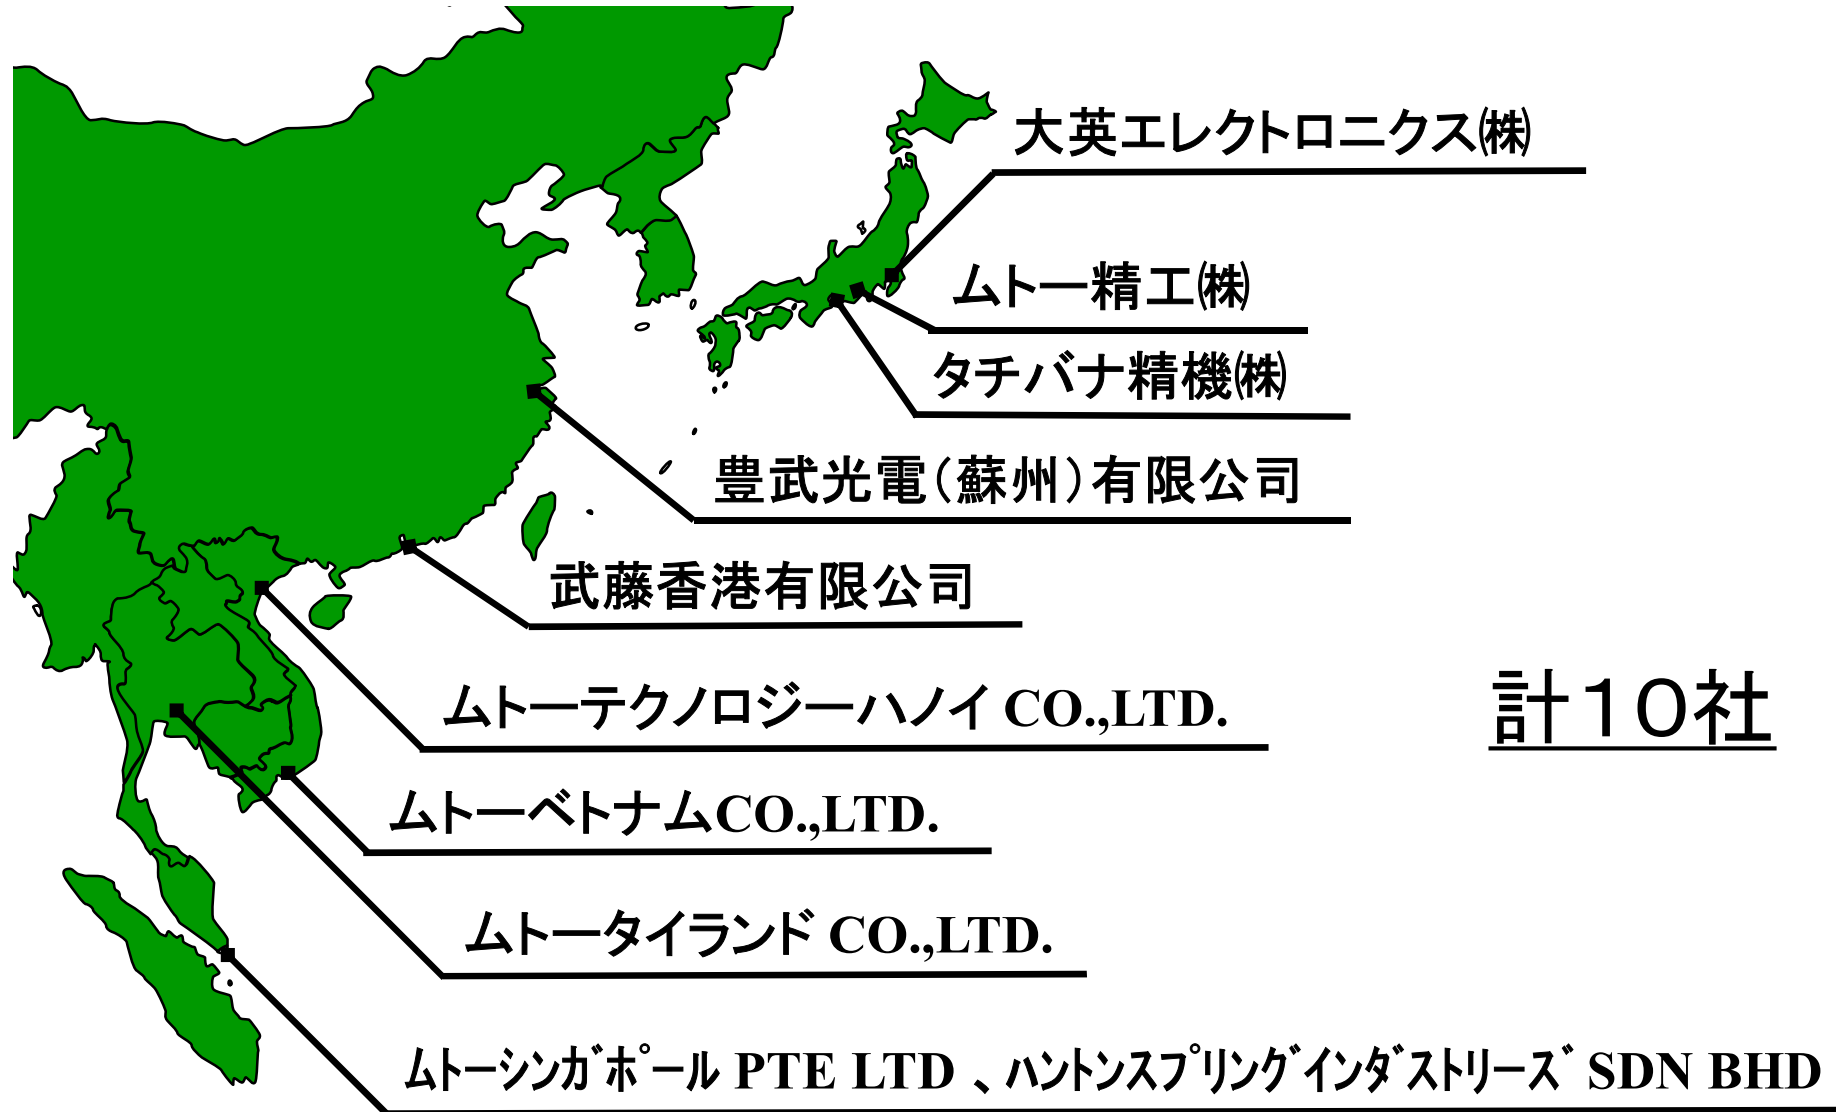 大英エレクトロニクス㈱
ムトー精工㈱
タチバナ精機㈱
豊武光電（蘇州）有限公司
武藤香港有限公司
ムトーテクノロジーハノイ CO.,LTD.
計１０社
ムトーベトナムCO.,LTD.
ムトータイランド CO.,LTD.
ﾑﾄｰｼﾝｶﾞﾎﾟｰﾙ PTE LTD 、ﾊﾝﾄﾝｽﾌﾟﾘﾝｸﾞｲﾝﾀﾞｽﾄﾘｰｽﾞ SDN BHD